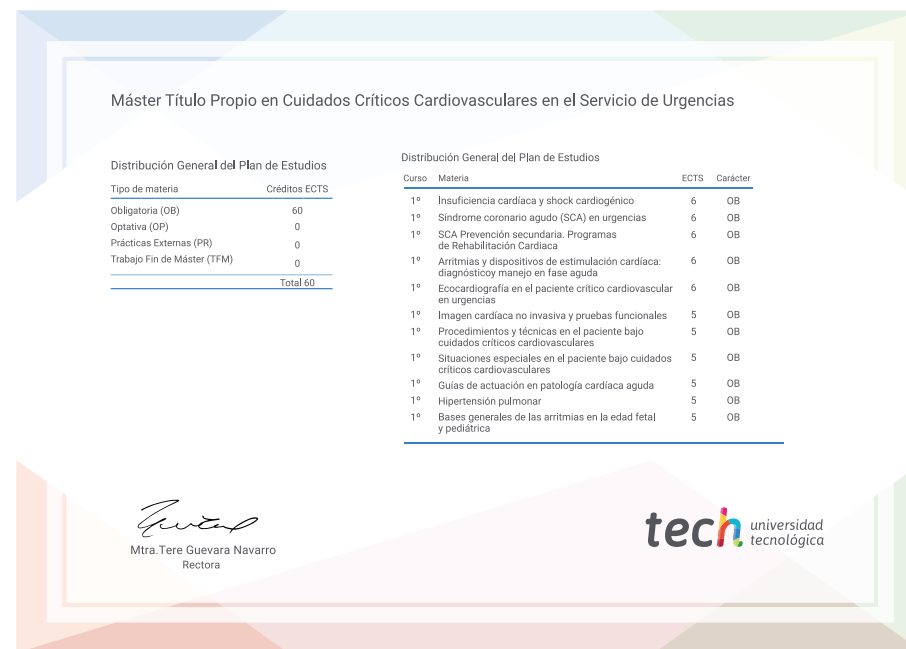 Máster Título Propio en Cuidados Críticos Cardiovasculares en el Servicio de Urgencias
Distribución General del Plan de Estudios
Tipo de materia Créditos ECTS
Obligatoria (OB) 60
Optativa (OP) 0
Prácticas Externas (PR) 0
Trabajo Fin de Máster (TFM) 0
Total 60
Distribución General del Plan de Estudios
Curso Materia ECTS Carácter
1º Insuficiencia cardíaca y shock cardiogénico 6 OB
1º Síndrome coronario agudo (SCA) en urgencias 6 OB
1º SCA Prevención secundaria. Programas 6 OB
de Rehabilitación Cardiaca
1º Arritmias y dispositivos de estimulación cardíaca: 6 OB
diagnósticoy manejo en fase aguda
1º Ecocardiografía en el paciente crítico cardiovascular 6 OB
en urgencias
1º Imagen cardíaca no invasiva y pruebas funcionales 5 OB
1º Procedimientos y técnicas en el paciente bajo 5 OB
cuidados críticos cardiovasculares
1º Situaciones especiales en el paciente bajo cuidados 5 OB
críticos cardiovasculares
1º Guías de actuación en patología cardíaca aguda 5 OB
1º Hipertensión pulmonar 5 OB
1º Bases generales de las arritmias en la edad fetal 5 OB
y pediátrica
Mtra.Tere Guevara Navarro
Rectora
tech universidad
tecnológica